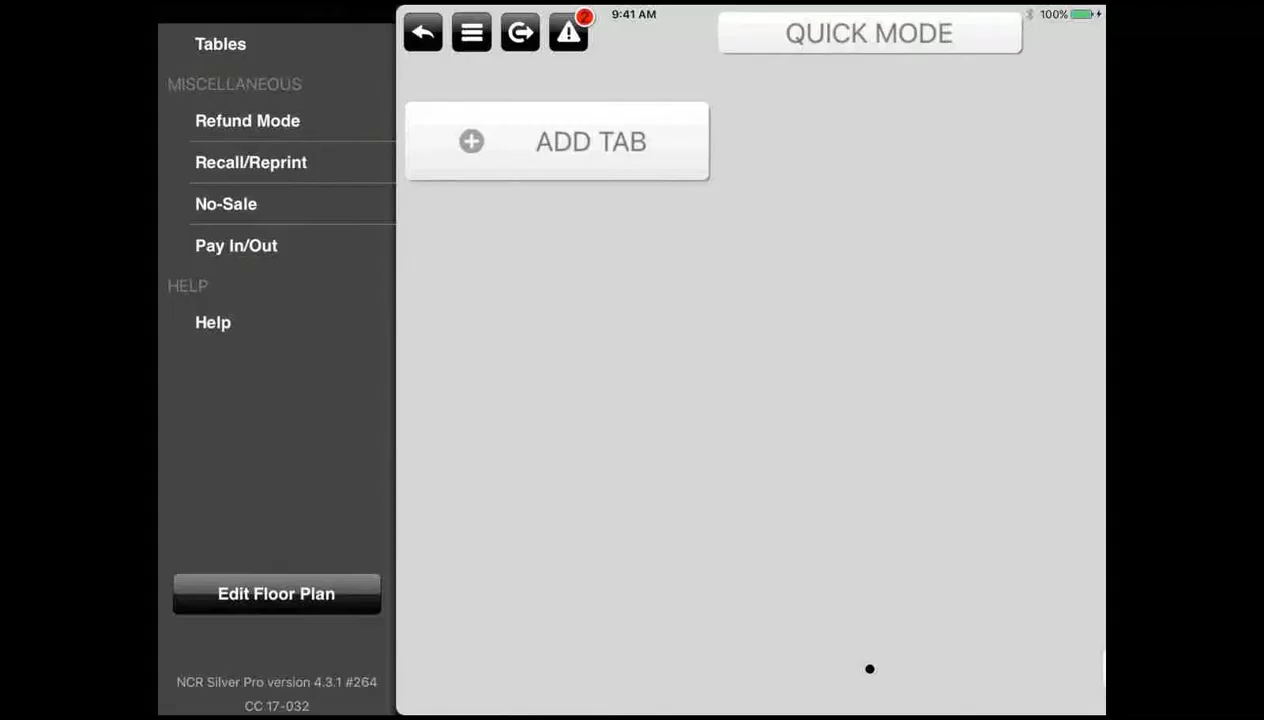 Tables
MISCELLANEOUS
Refund Mode
Recall/Reprint
No-Sale
Pay In/Out
HELP
Help
Edit Floor Plan
NCR Silver Pro version 4.3.1 #264
CC 17-032
2
9:41 AM
QUICK MODE
100%
ADD TAB